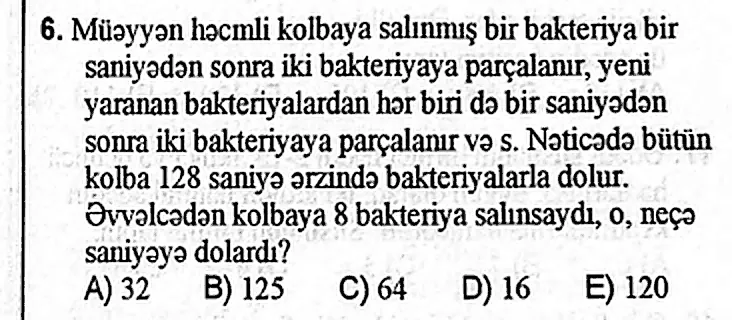 6. Müəyyən həcmli kolbaya salınmış bir bakteriya bir
saniyədən sonra iki bakteriyaya parçalanır, yeni
yaranan bakteriyalardan hər biri də bir saniyədən
sonra iki bakteriyaya parçalanır və s. Nəticədə bütün
kolba 128 saniyə ərzində bakteriyalarla dolur.
Əvvəlcədən kolbaya 8 bakteriya salınsaydı, o, neçə
saniyəyə dolardı?
A) 32 B) 125 C) 64 D) 16 E) 120